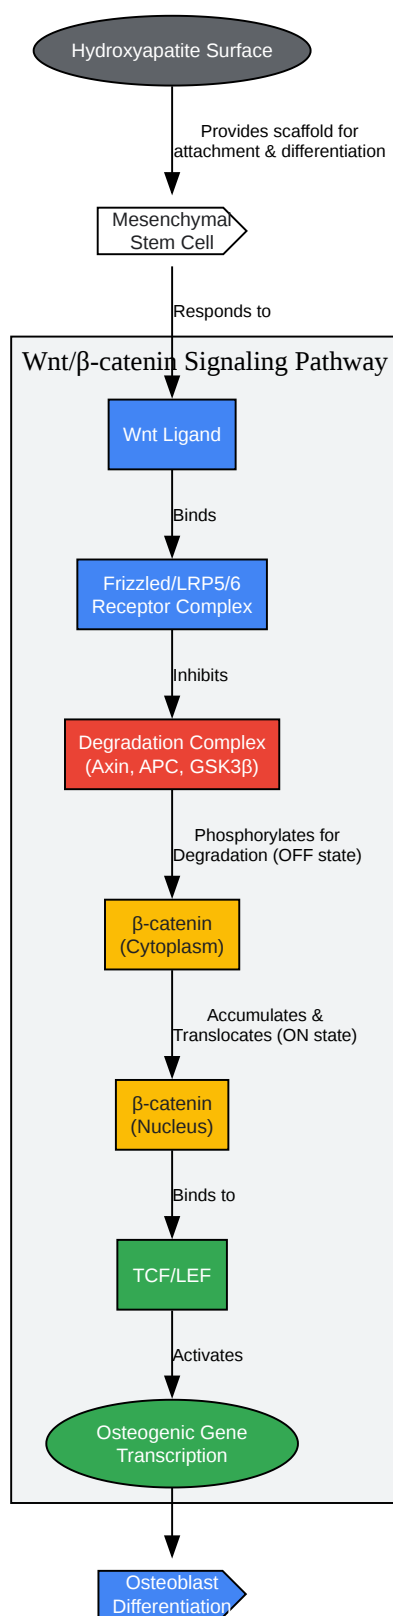 Hydroxyapatite Surface
Provides scaffold for
attachment & differentiation
Mesenchymal
Stem Cell
Responds to
Wnt/β-catenin Signaling Pathway
Wnt Ligand
Binds
Frizzled/LRP5/6
Receptor Complex
Inhibits
Degradation Complex
(Axin, APC, GSK3β)
Phosphorylates for
Degradation (OFF state)
β-catenin
(Cytoplasm)
Accumulates &
Translocates (ON state)
β-catenin
(Nucleus)
Binds to
TCF/LEF
Activates
Osteogenic Gene
Transcription
Osteoblast
Differentiation